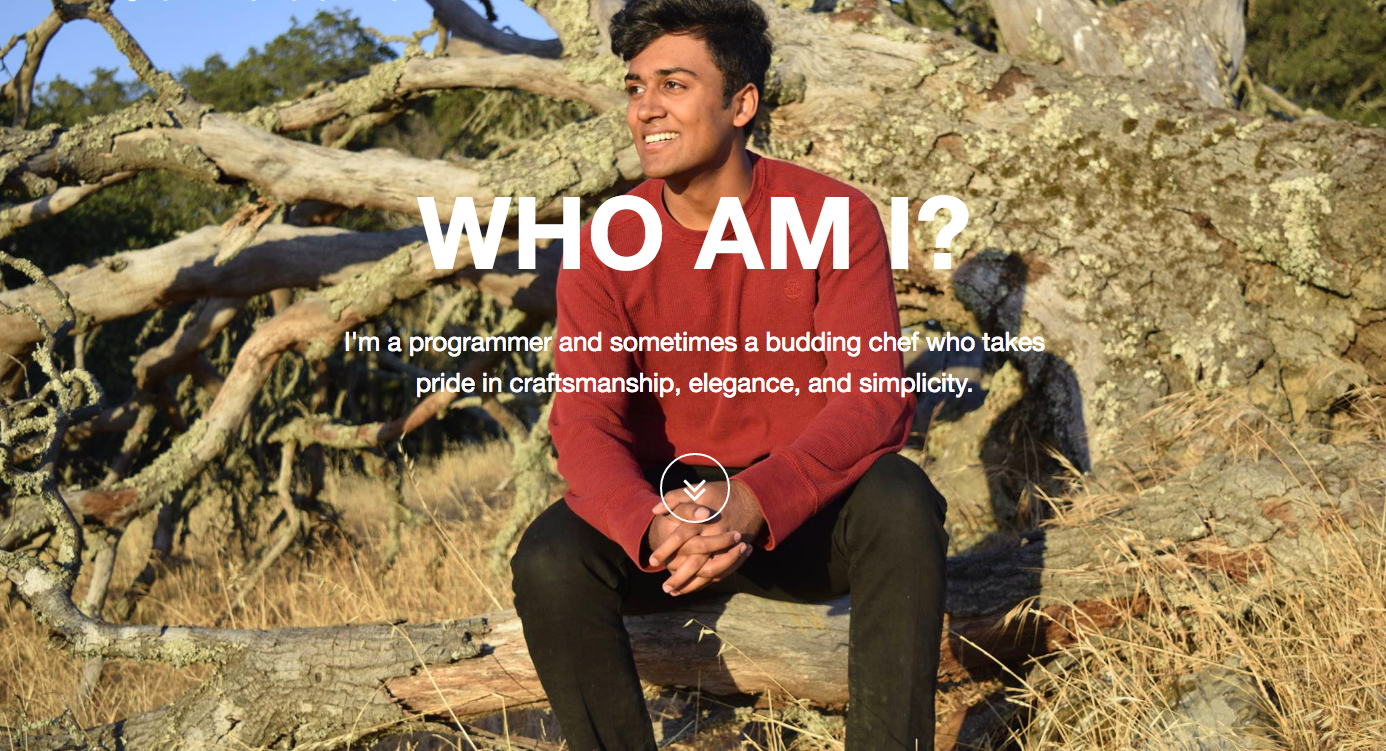 WHO AM I?
I'm a programmer and sometimes a budding chef who takes
pride in craftsmanship, elegance, and simplicity.